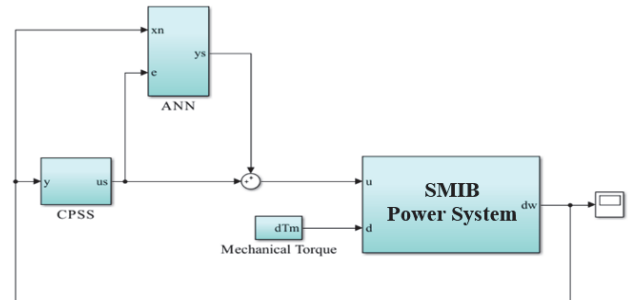 xn
ys
e
ANN
y
us
CPSS
u
SMIB
Power System
dw
dTm
d
Mechanical Torque